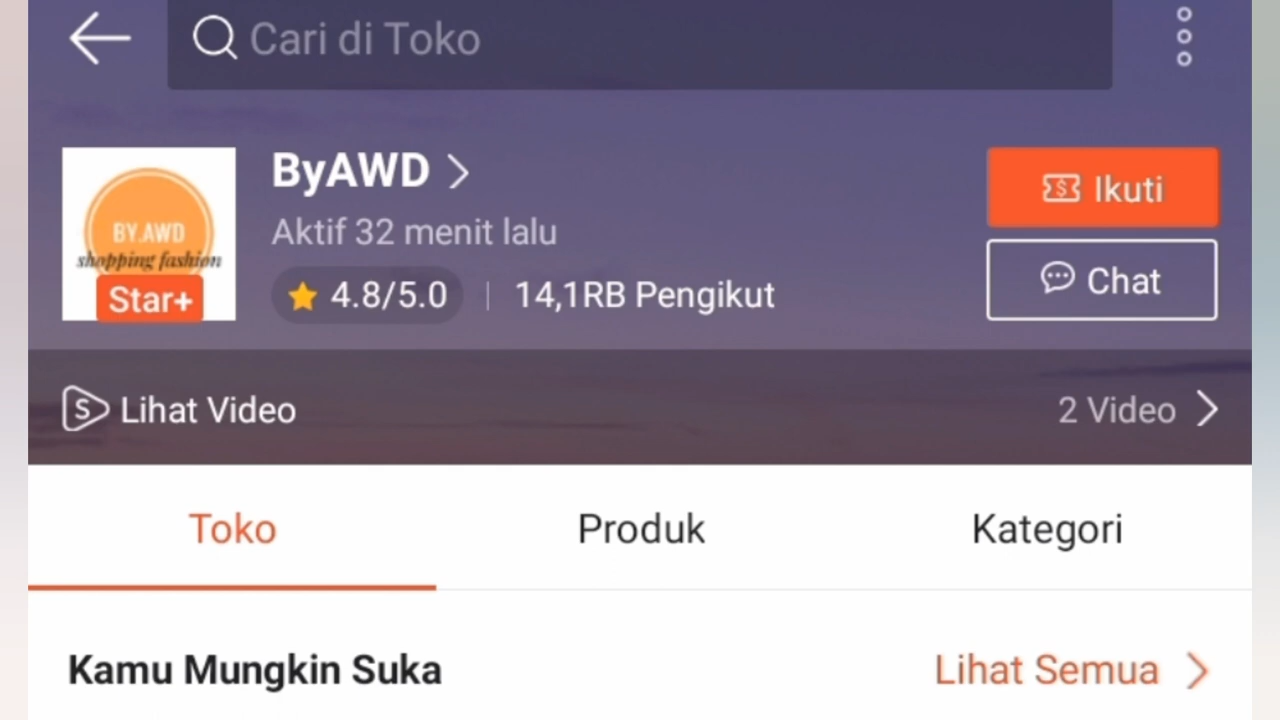 Cari di Toko
ByAWD
Ikuti
BY.AWD
shopping fashion
Star+
Aktif 32 menit lalu
4.8/5.0
14,1RB Pengikut
Chat
Lihat Video
2 Video
Toko
Produk
Kategori
Kamu Mungkin Suka
Lihat Semua